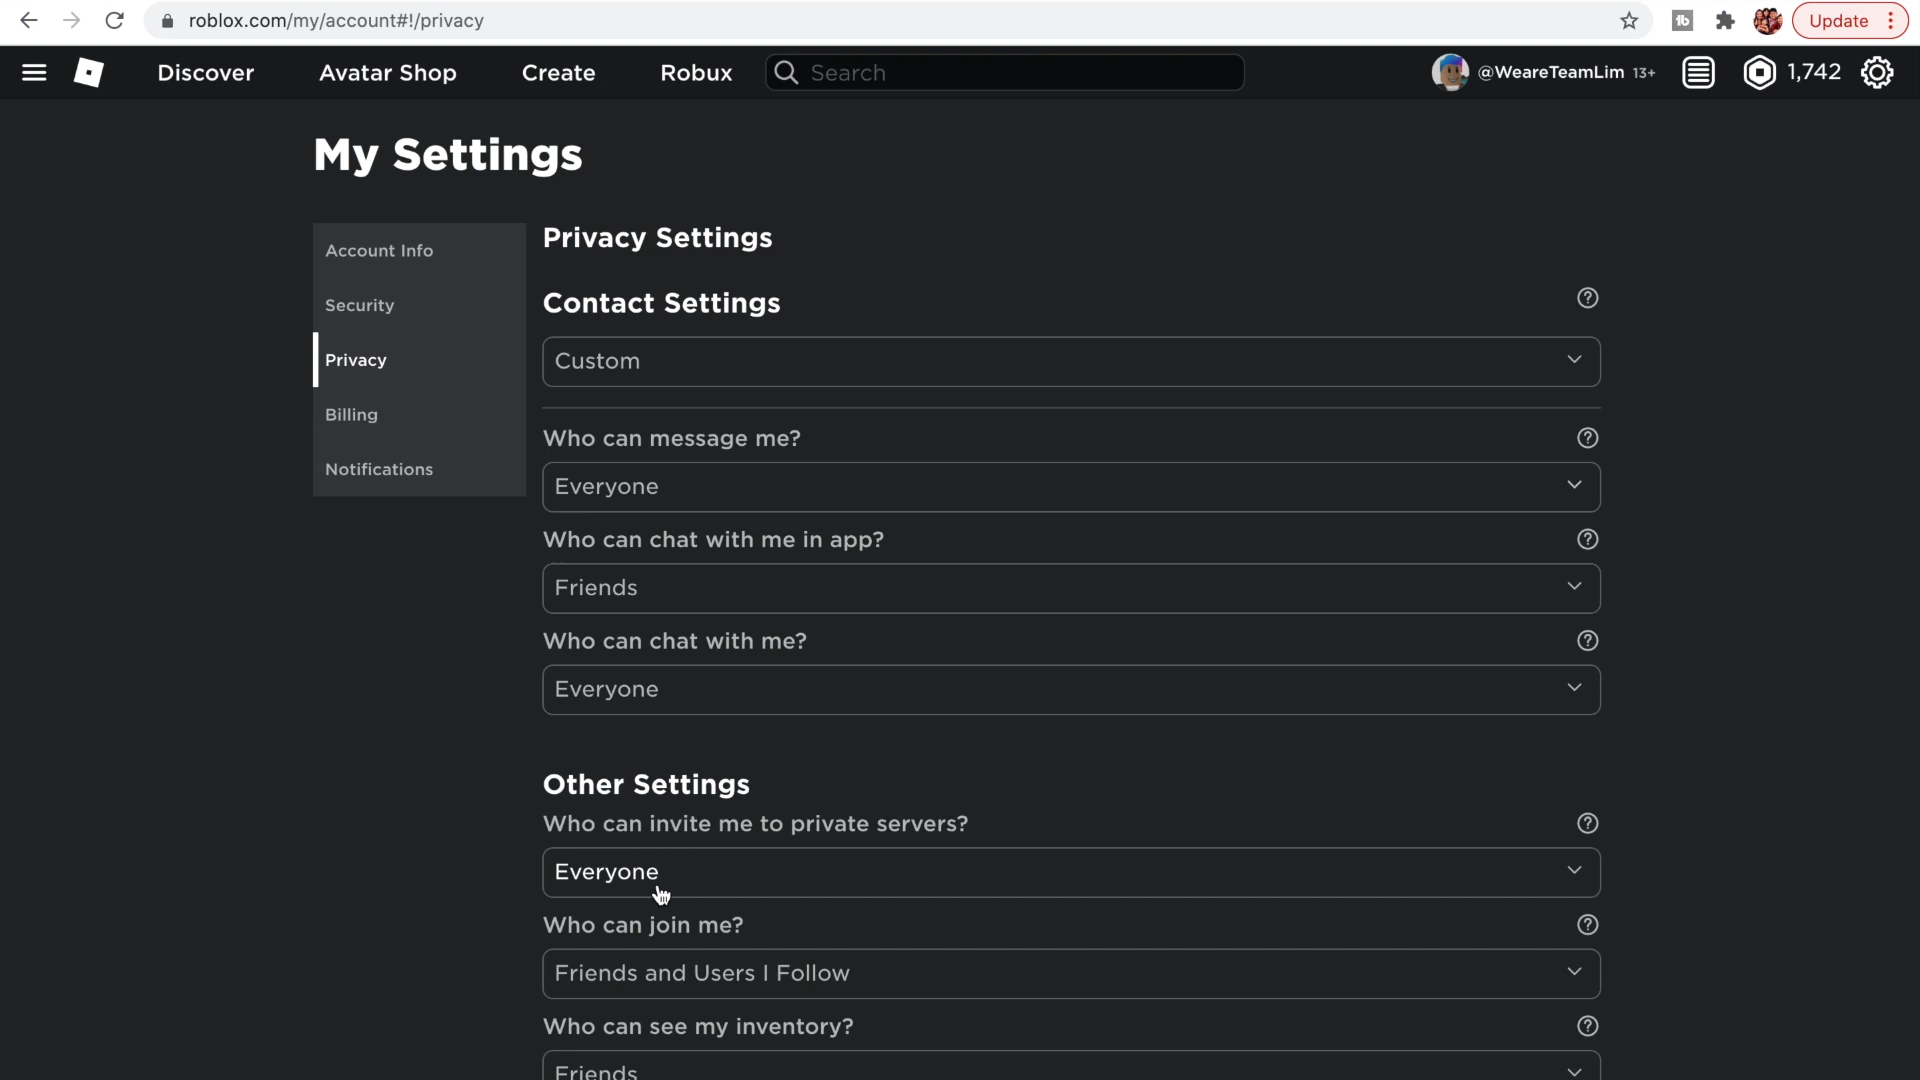 roblox.com/my/account#!/privacy
Update
Discover
Avatar Shop
Create
Robux
Search
@WeareTeamLim 13+
1,742
My Settings
Account Info
Security
Privacy
Billing
Notifications
Privacy Settings
Contact Settings
Custom
Who can message me?
Everyone
Who can chat with me in app?
Friends
Who can chat with me?
Everyone
Other Settings
Who can invite me to private servers?
Everyone
Who can join me?
Friends and Users I Follow
Who can see my inventory?
Friends